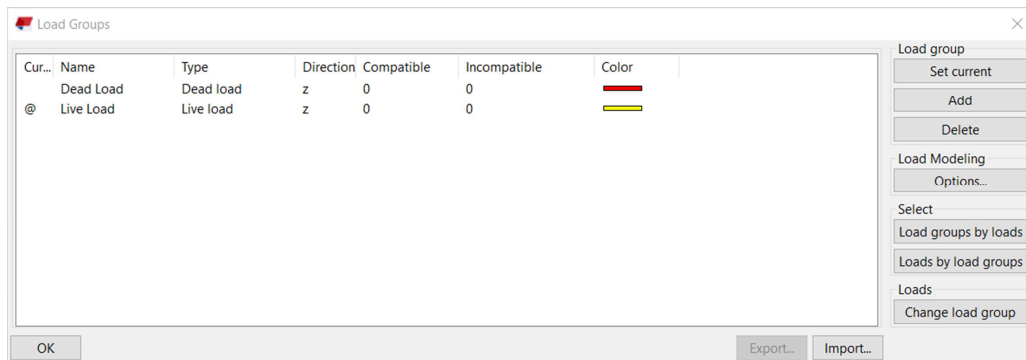 Load Groups
Cur... Name Type Direction Compatible Incompatible Color
Dead Load Dead load z 0 0
@ Live Load Live load z 0 0
Load group
Set current
Add
Delete
Load Modeling
Options...
Select
Load groups by loads
Loads by load groups
Loads
Change load group
OK Export... Import...